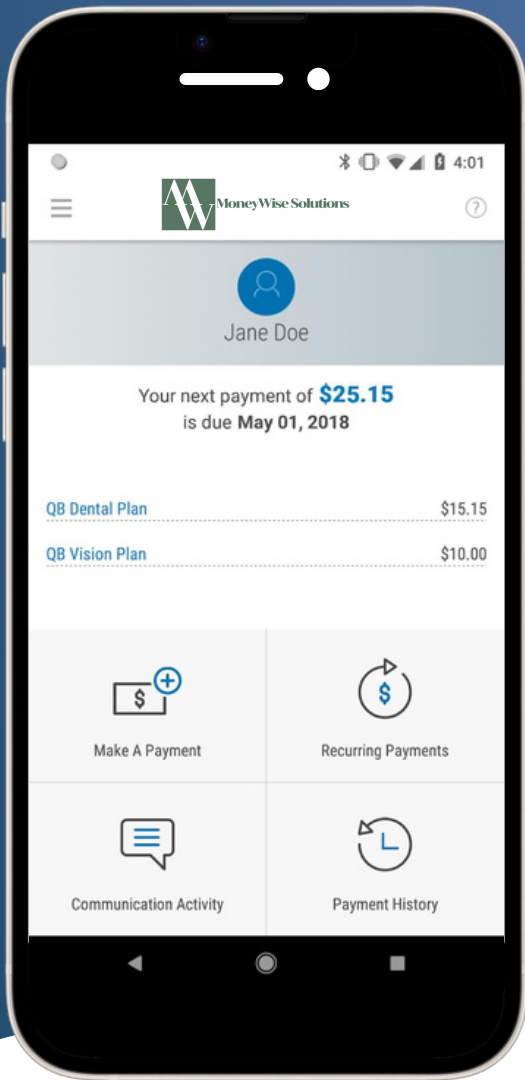 4:01
MW MoneyWise Solutions
?
Jane Doe
Your next payment of $25.15
is due May 01, 2018
QB Dental Plan $15.15
QB Vision Plan $10.00
$
$
Make A Payment Recurring Payments
Communication Activity Payment History